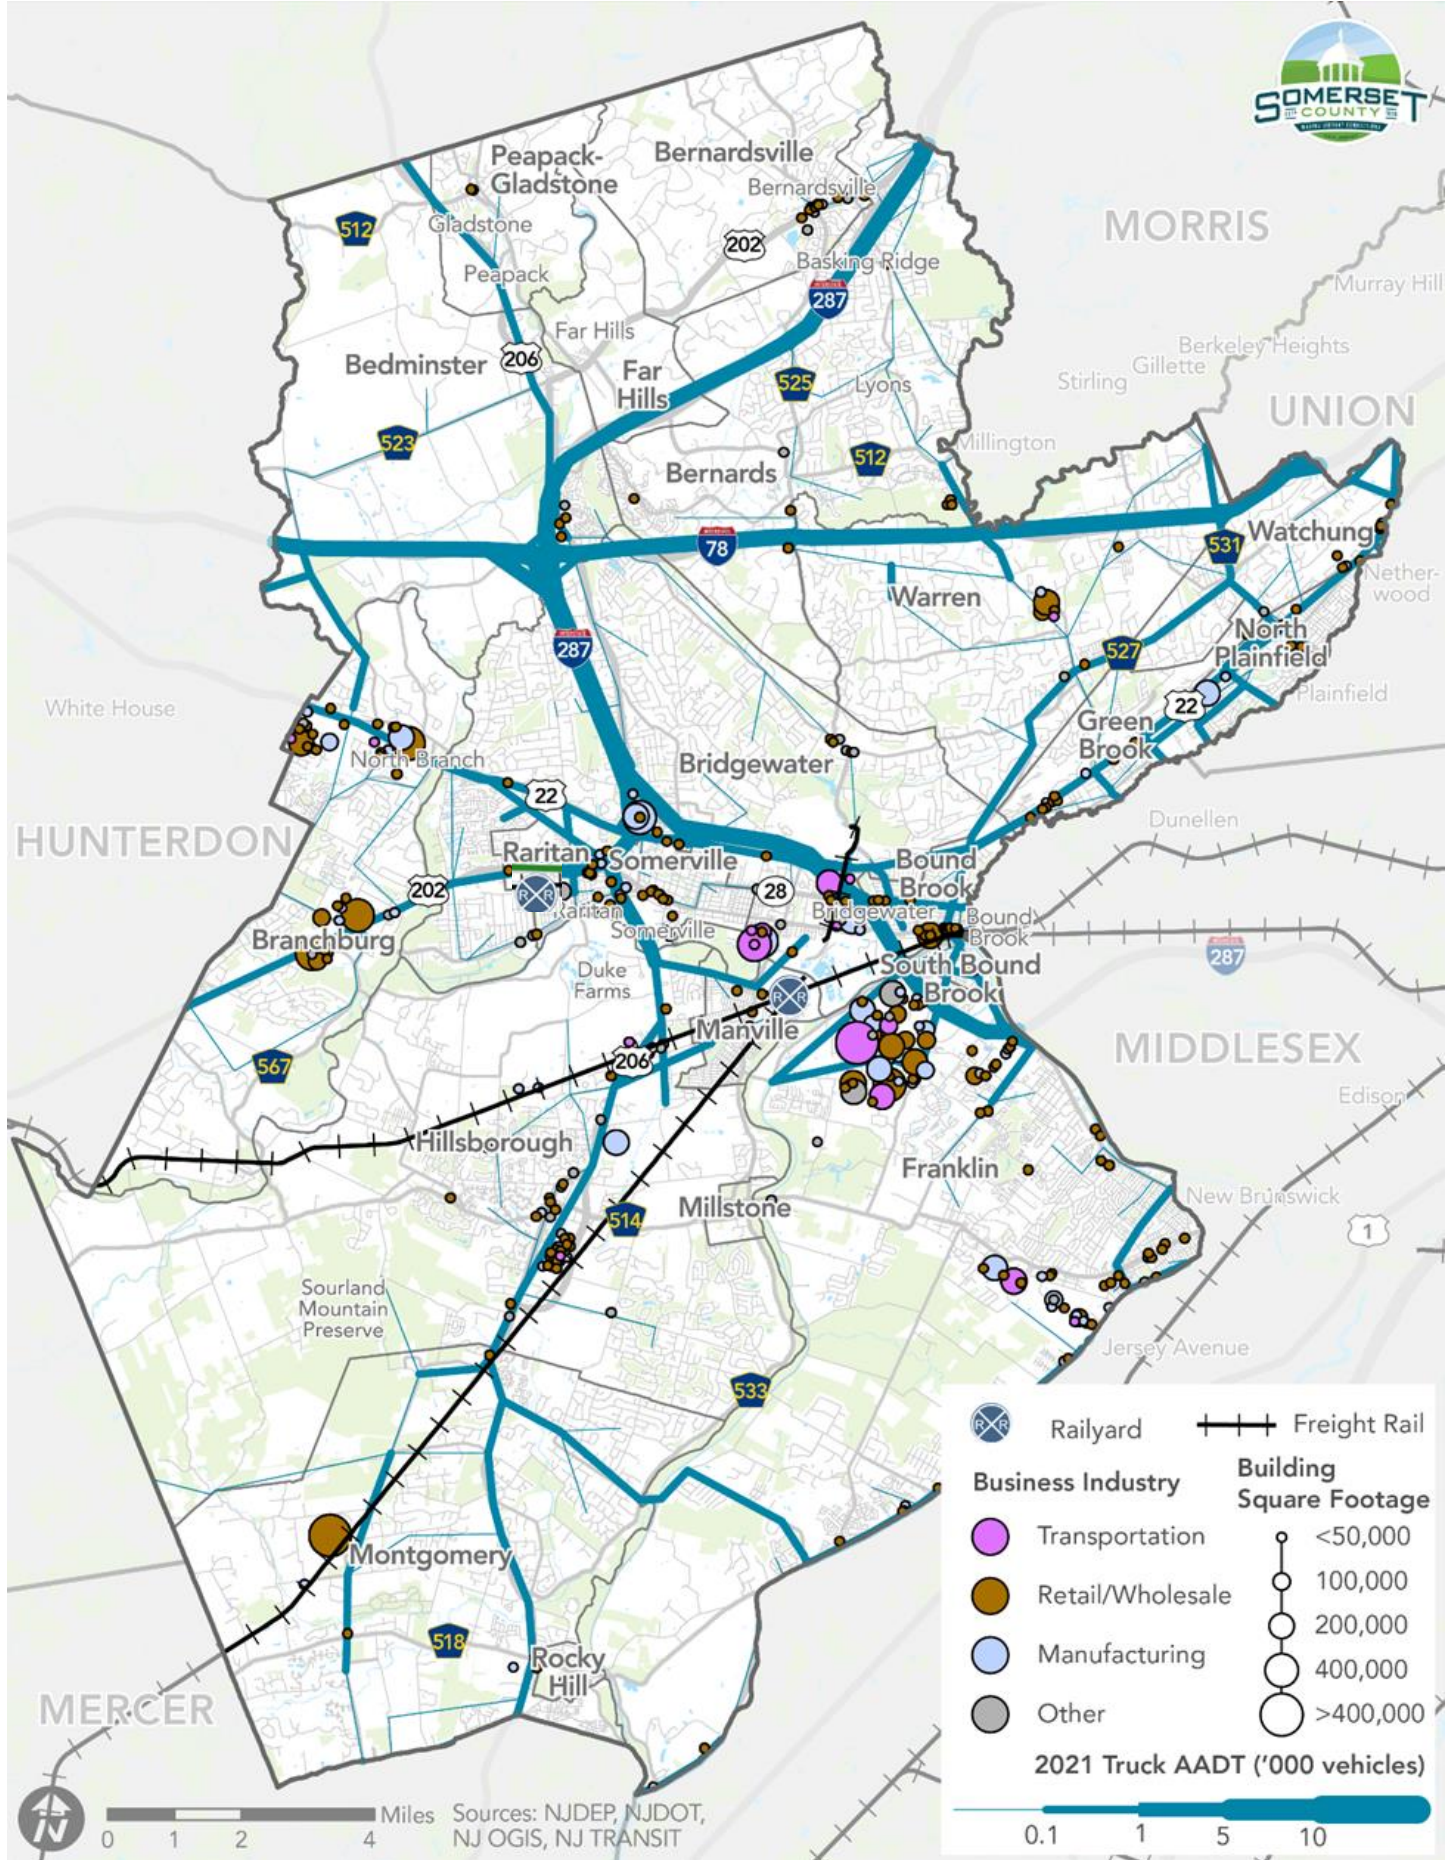 SOMERSET
COUNTY
Peapack-
Gladstone
Bernardsville
Bernardsville
512
Gladstone
202
MORRIS
Peapack
Basking Ridge
287
Murray Hill
Far Hills
Berkeley Heights
Gillette
Bedminster
206
Far
Hills
525
Lyons
Stirling
UNION
523
Millington
Bernards
512
78
531
Watchung
Nether-
wood
Warren
North
Plainfield
287
527
Plainfield
White House
22
Green
Brook
North Branch
Bridgewater
22
Dunellen
HUNTERDON
Raritan
Somerville
Bound
Brook
202
28
R R
Raritan
Bridgewater
Bound
Brook
Somerville
Branchburg
287
Duke
Farms
South Bound
Brook
R R
Manville
MIDDLESEX
206
567
Edison
Hillsborough
Franklin
New Brunswick
Millstone
514
1
Sourland
Mountain
Preserve
Jersey Avenue
533
Montgomery
518
Rocky
Hill
MERCER
R R
Railyard
Freight Rail
Business Industry
Transportation
Retail/Wholesale
Manufacturing
Other
Building
Square Footage
<50,000
100,000
200,000
400,000
>400,000
2021 Truck AADT ('000 vehicles)
0.1
1
5
10
N
Miles
0
1
2
4
Sources: NJDEP, NJDOT,
NJ OGIS, NJ TRANSIT